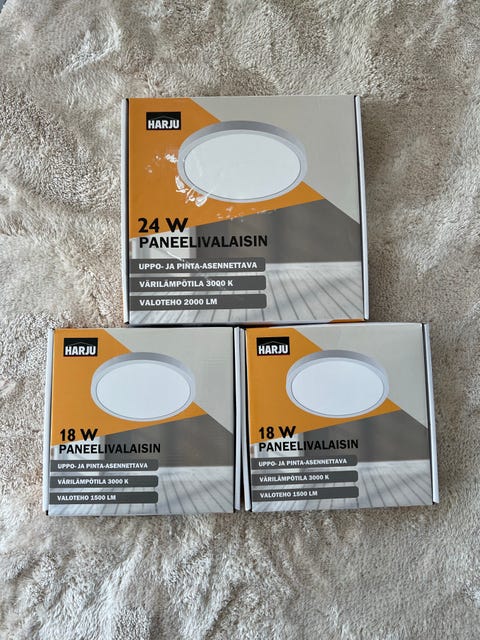 HARJU
24 W
PANEELIVALAISIN
UPPO- JA PINTA-ASENNETTAVA
VÄRILÄMPÖTILA 3000 K
VALOTEHO 2000 LM
HARJU
18 W
PANEELIVALAISIN
UPPO- JA PINTA-ASENNETTAVA
VÄRILÄMPÖTILA 3000 K
VALOTEHO 1500 LM
HARJU
18 W
PANEELIVALAISIN
UPPO- JA PINTA-ASENNETTAVA
VÄRILÄMPÖTILA 3000 K
VALOTEHO 1500 LM